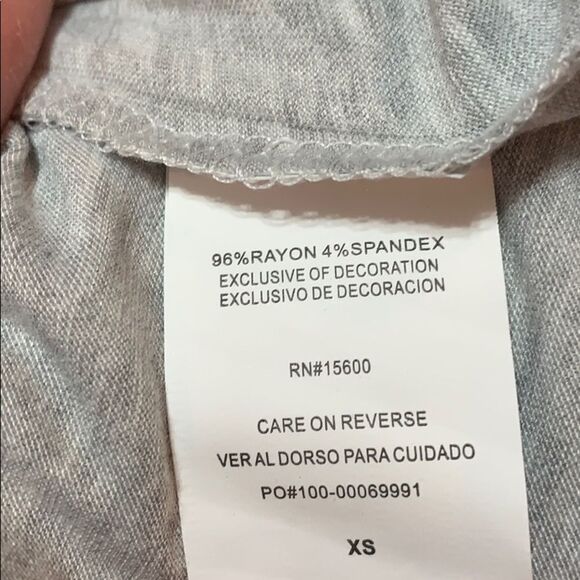 96%RAYON 4%SPANDEX
EXCLUSIVE OF DECORATION
EXCLUSIVO DE DECORACION
RN#15600
CARE ON REVERSE
VER AL DORSO PARA CUIDADO
PO#100-00069991
XS